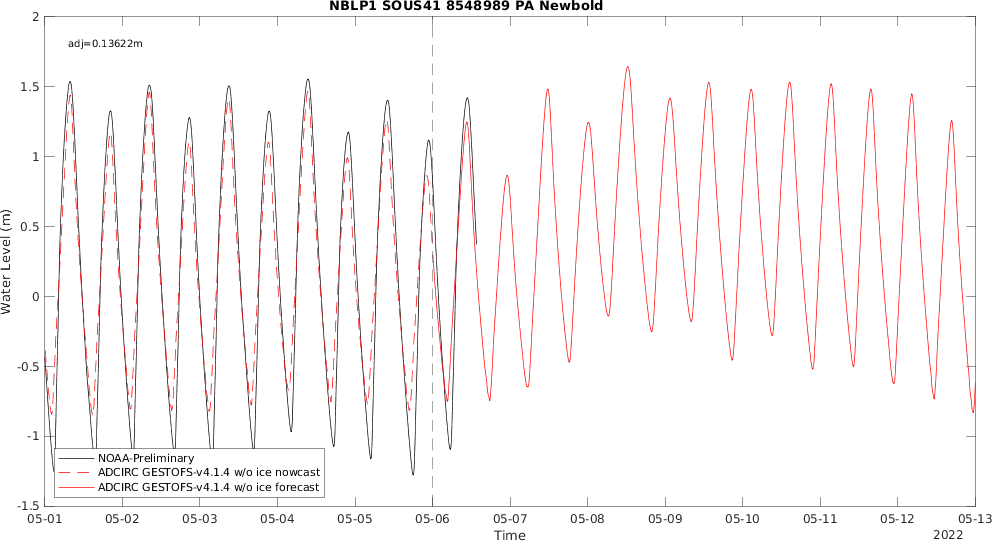 NBLP1 SOUS41 8548989 PA Newbold
adj=0.13622m
2
1.5
1
0.5
0
-0.5
-1
-1.5
Water Level (m)
NOAA-Preliminary
ADCIRC GESTOFS-v4.1.4 w/o ice nowcast
ADCIRC GESTOFS-v4.1.4 w/o ice forecast
05-01 05-02 05-03 05-04 05-05 05-06 05-07 05-08 05-09 05-10 05-11 05-12 05-13
Time
2022